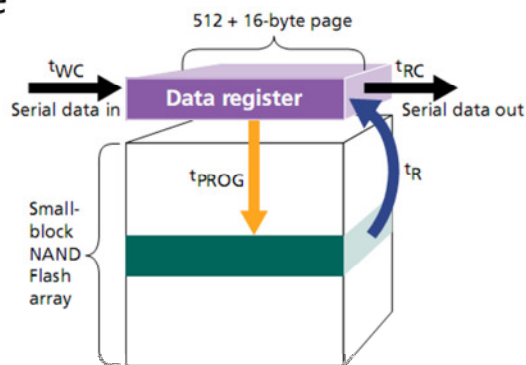 512 + 16-byte page
tWC
tRC
Data register
Serial data in
Serial data out
tPROG
tR
Small-
block
NAND
Flash
array